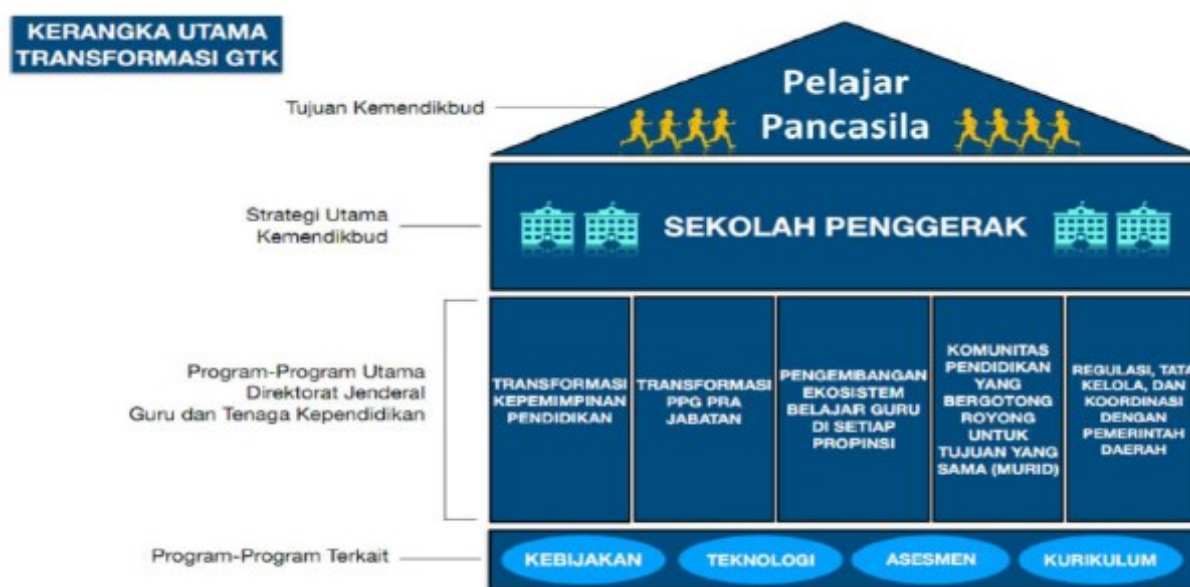 KERANGKA UTAMA
TRANSFORMASI GTK
Tujuan Kemendikbud
Pelajar
Pancasila
Strategi Utama
Kemendikbud
SEKOLAH PENGGERAK
Program-Program Utama
Direktorat Jenderal
Guru dan Tenaga Kependidikan
TRANSFORMASI
KEPEMIMPINAN
PENDIDIKAN
TRANSFORMASI
PPG PRA
JABATAN
PENGEMBANGAN
EKOSISTEM
BELAJAR GURU
DI SETIAP
PROPINSI
KOMUNITAS
PENDIDIKAN
YANG
BERGOTONG
ROYONG
UNTUK
TUJUAN YANG
SAMA (MURID)
REGULASI, TATA
KELOLA, DAN
KOORDINASI
DENGAN
PEMERINTAH
DAERAH
Program-Program Terkait
KEBIJAKAN
TEKNOLOGI
ASESMEN
KURIKULUM